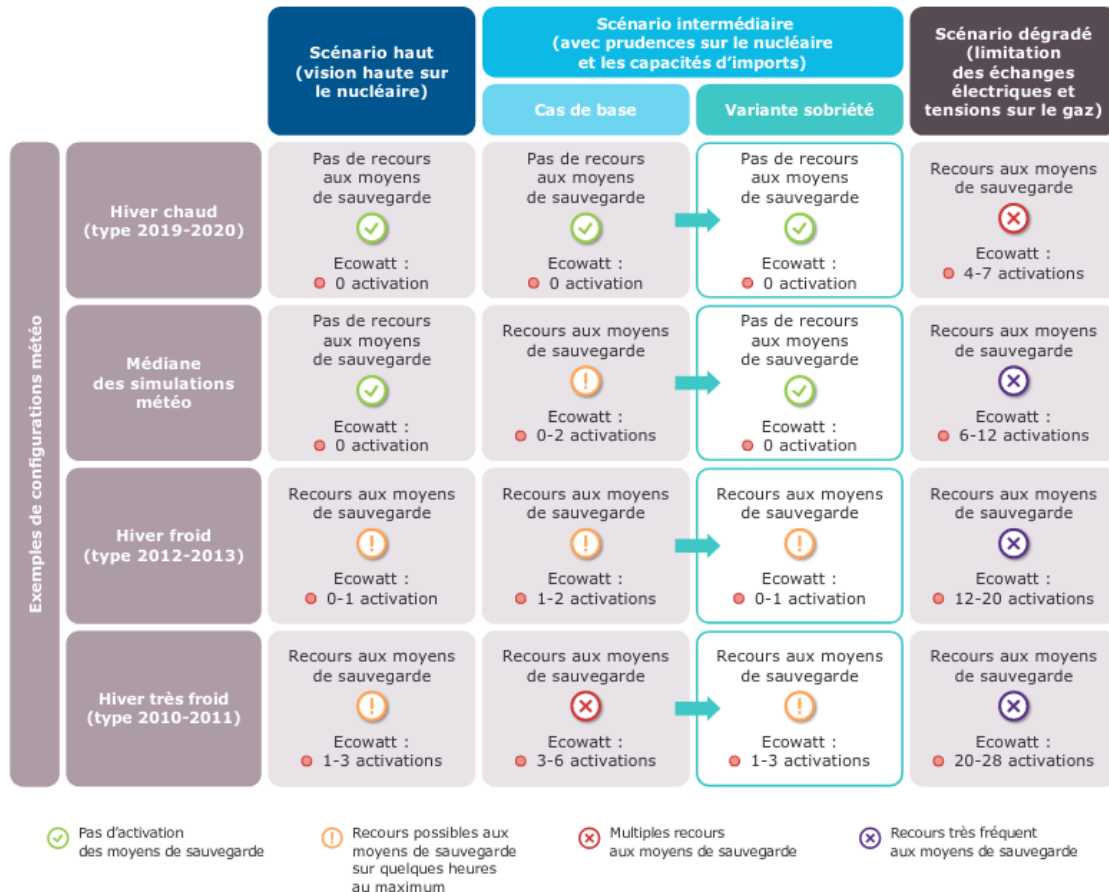 Scénario haut
(vision haute sur
le nucléaire)
Scénario intermédiaire
(avec prudences sur le nucléaire
et les capacités d'imports)
Cas de base
Variante sobriété
Scénario dégradé
(limitation
des échanges
électriques et
tensions sur le gaz)
Exemples de configurations météo
Hiver chaud
(type 2019-2020)
Pas de recours
aux moyens
de sauvegarde
Ecowatt :
0 activation
Pas de recours
aux moyens
de sauvegarde
Ecowatt :
0 activation
Pas de recours
aux moyens
de sauvegarde
Ecowatt :
0 activation
Recours aux moyens
de sauvegarde
Ecowatt :
4-7 activations
Médiane
des simulations
météo
Pas de recours
aux moyens
de sauvegarde
Ecowatt :
0 activation
Recours aux moyens
de sauvegarde
Ecowatt :
0-2 activations
Pas de recours
aux moyens
de sauvegarde
Ecowatt :
0 activation
Recours aux moyens
de sauvegarde
Ecowatt :
6-12 activations
Hiver froid
(type 2012-2013)
Recours aux moyens
de sauvegarde
Ecowatt :
0-1 activation
Recours aux moyens
de sauvegarde
Ecowatt :
1-2 activations
Recours aux moyens
de sauvegarde
Ecowatt :
0-1 activation
Recours aux moyens
de sauvegarde
Ecowatt :
12-20 activations
Hiver très froid
(type 2010-2011)
Recours aux moyens
de sauvegarde
Ecowatt :
1-3 activations
Recours aux moyens
de sauvegarde
Ecowatt :
3-6 activations
Recours aux moyens
de sauvegarde
Ecowatt :
1-3 activations
Recours aux moyens
de sauvegarde
Ecowatt :
20-28 activations
Pas d'activation
des moyens de sauvegarde
Recours possibles aux
moyens de sauvegarde
sur quelques heures
au maximum
Multiples recours
aux moyens de sauvegarde
Recours très fréquent
aux moyens de sauvegarde